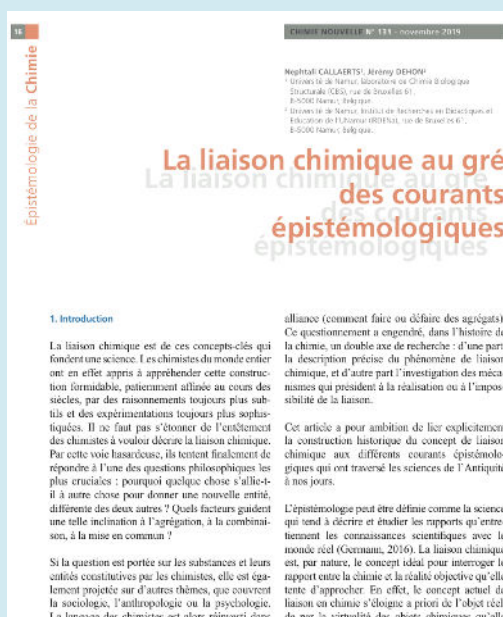 16
CHIMIE NOUVELLE N° 131 - novembre 2019
Épistémologie de la Chimie
Nephtali CALLAERTS¹, Jérémy DEHON²
¹ Université de Namur, Laboratoire de Chimie Biologique
Structurale (CBS), rue de Bruxelles 61,
B-5000 Namur, Belgique.
² Université de Namur, Institut de Recherches en Didactiques et
Education de l'UNamur (IRDENa), rue de Bruxelles 61,
B-5000 Namur, Belgique.
La liaison chimique au gré
des courants
épistémologiques
1. Introduction
La liaison chimique est de ces concepts-clés qui
fondent une science. Les chimistes du monde entier
ont en effet appris à appréhender cette construc-
tion formidable, patiemment affinée au cours des
siècles, par des raisonnements toujours plus sub-
tils et des expérimentations toujours plus sophis-
tiquées. Il ne faut pas s'étonner de l'entêtement
des chimistes à vouloir décrire la liaison chimique.
Par cette voie hasardeuse, ils tentent finalement de
répondre à l'une des questions philosophiques les
plus cruciales : pourquoi quelque chose s'allie-t-
il à autre chose pour donner une nouvelle entité,
différente des deux autres ? Quels facteurs guident
une telle inclination à l'agrégation, à la combinai-
son, à la mise en commun ?
Si la question est portée sur les substances et leurs
entités constitutives par les chimistes, elle est éga-
lement projetée sur d'autres thèmes, que couvrent
la sociologie, l'anthropologie ou la psychologie.
Le langage des chimistes est alors réinvesti dans
alliance (comment faire ou défaire des agrégats)
Ce questionnement a engendré, dans l'histoire de
la chimie, un double axe de recherche : d'une part
la description précise du phénomène de liaison
chimique, et d'autre part l'investigation des méca-
nismes qui président à la réalisation ou à l'impos-
sibilité de la liaison.
Cet article a pour ambition de lier explicitement
la construction historique du concept de liaison
chimique aux différents courants épistémolo-
giques qui ont traversé les sciences de l'Antiquité
à nos jours.
L'épistémologie peut être définie comme la science
qui tend à décrire et étudier les rapports qu'entre-
tiennent les connaissances scientifiques avec le
monde réel (Germann, 2016). La liaison chimique
est, par nature, le concept idéal pour interroger le
rapport entre la chimie et la réalité objective qu'elle
tente d'approcher. En effet, le concept actuel de
liaison en chimie s'éloigne a priori de l'objet réel
de par la virtualité des objets chimiques qu'elle